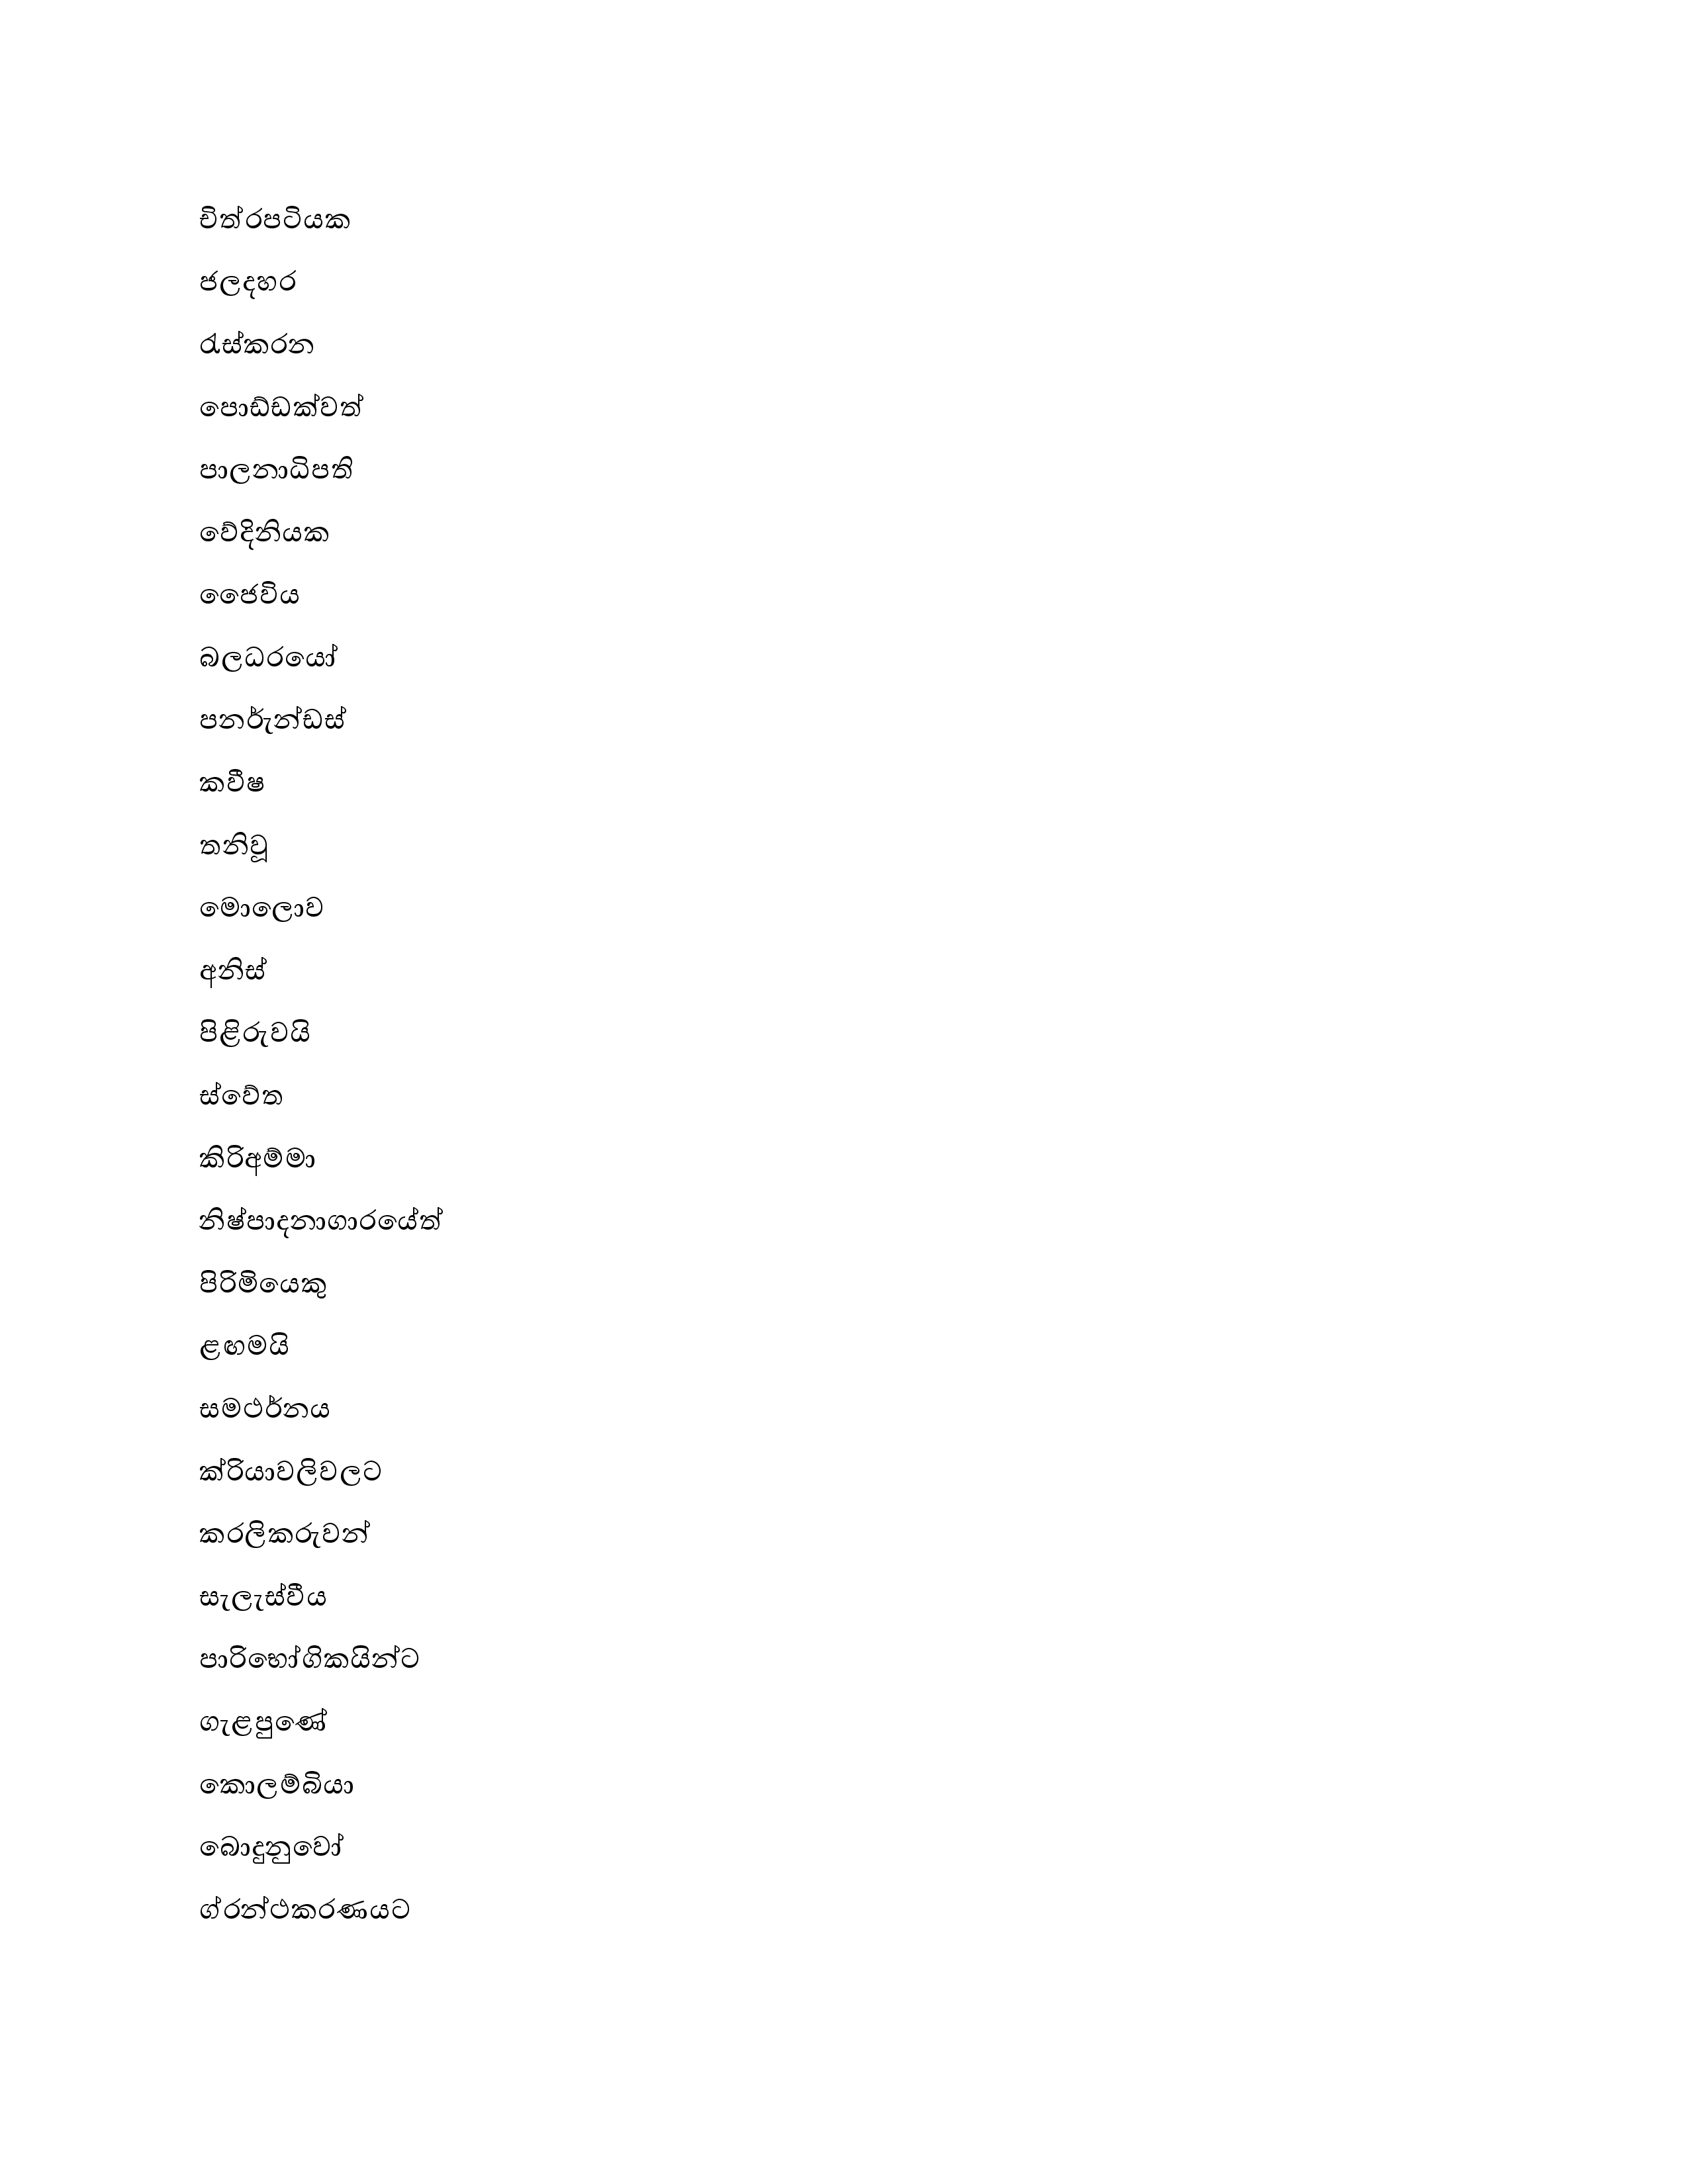 චිත්රපටියක
ජලදහර
රැස්කරන
පොඩ්ඩක්වත්
පාලනාධිපති
වේදිනියක
ජෛවිය
බලධරයෝ
පනර්ැන්ඩස්
කවීෂ
තනිවූ
මොලොව
අනිස්
පිළිරුවයි
ස්වේත
කිරිඅම්මා
නිෂ්පාදනාගාරයේත්
පිරිමියෙකු
ළඟමයි
සමථර්නය
ක්රියාවලිවලට
කරලිකරුවන්
සැලැස්වීය
පාරිභෝගිකයින්ට
ගැළපුණේ
කොලම්බියා
බොදුනුවෝ
ග්රන්ථකරණයට